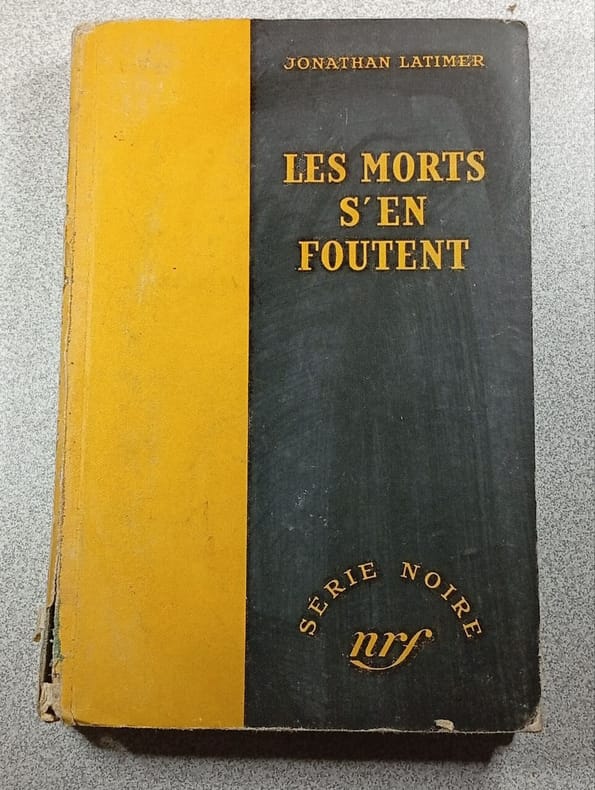 JONATHAN LATIMER
LES MORTS
S'EN
FOUTENT
SÉRIE NOIRE
nrf